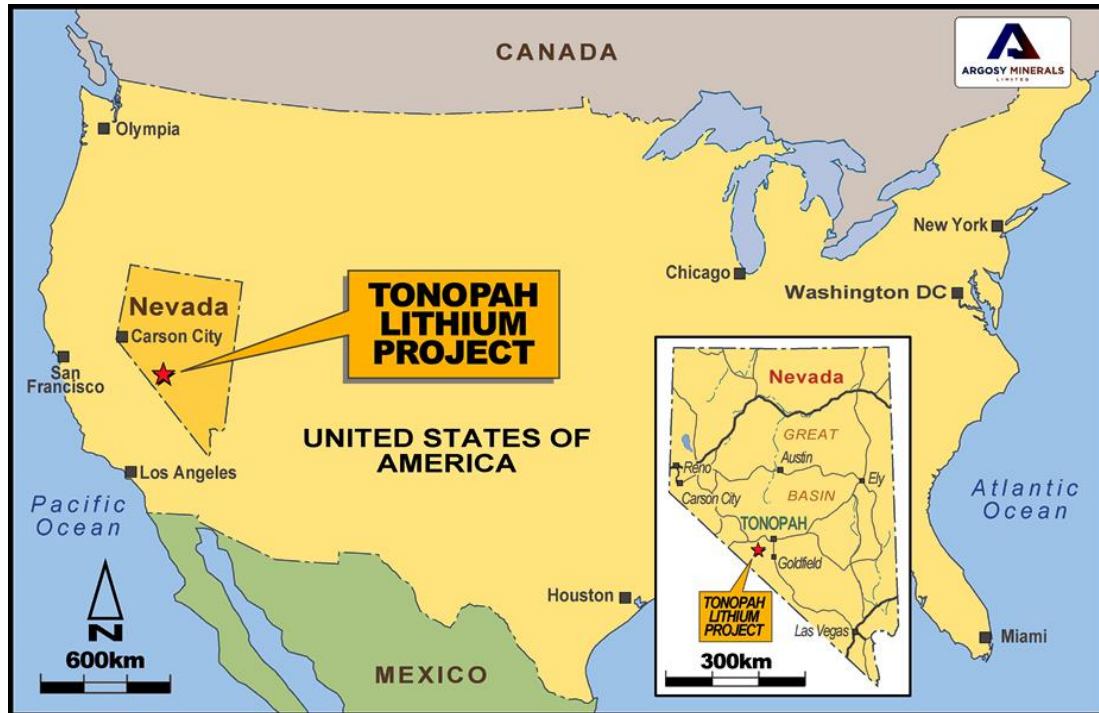 CANADA
ARGOSY MINERALS
LIMITED
Olympia
New York
Chicago
Washington DC
Nevada
Carson City
TONOPAH
LITHIUM
PROJECT
San
Francisco
UNITED STATES OF
AMERICA
Los Angeles
Pacific
Ocean
Atlantic
Ocean
Nevada
GREAT
Reno
Austin
Ely
Carson City
BASIN
TONOPAH
Goldfield
TONOPAH
LITHIUM
PROJECT
Las Vegas
300km
Houston
Miami
N
600km
MEXICO